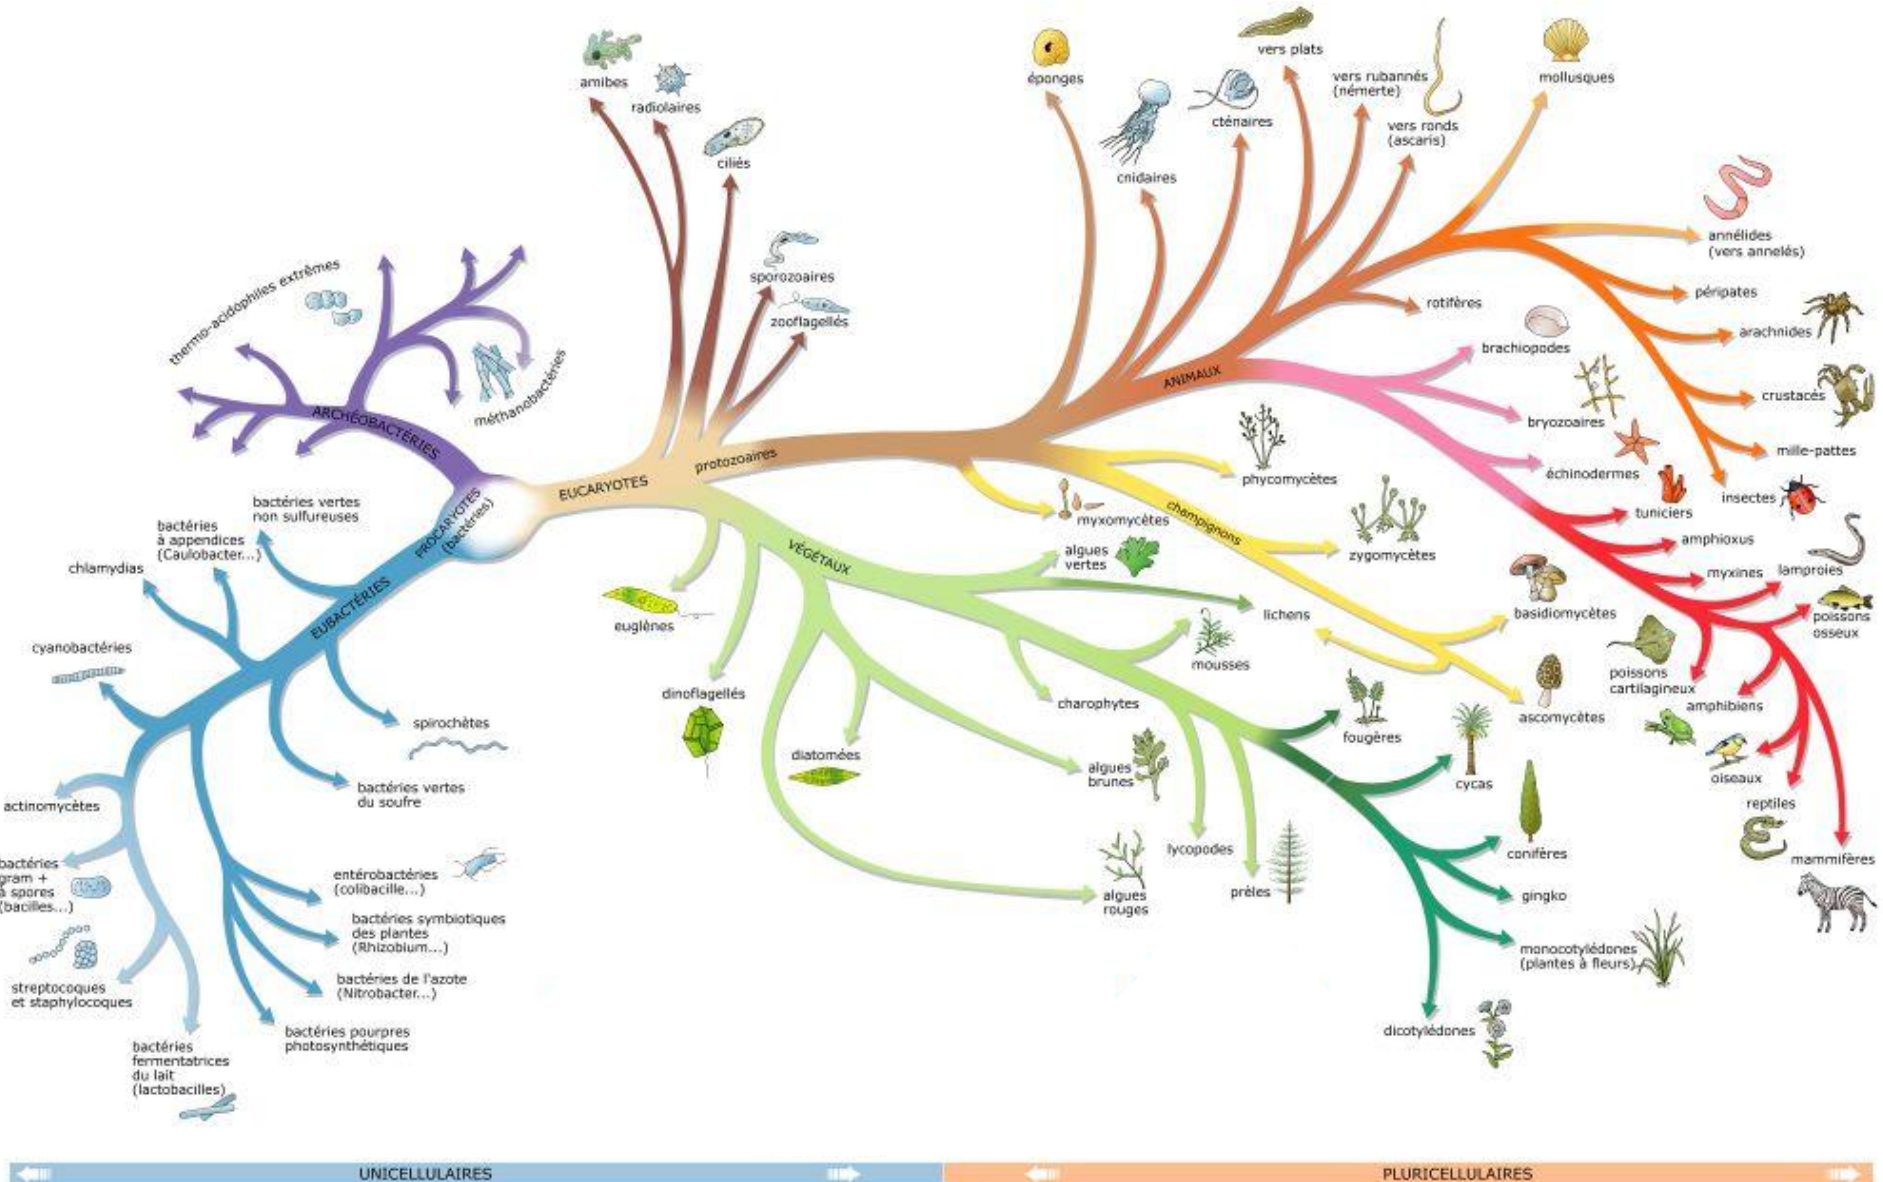 amibes
radiolaires
ciliés
sporozoaires
zooflagellés
éponges
cnidaires
cténaires
vers plats
vers rubannés
(némerte)
vers ronds
(ascaris)
mollusques
annélides
(vers annelés)
péripates
arachnides
crustacés
mille-pattes
insectes
rotifères
brachiopodes
bryozoaires
échinodermes
tuniciers
amphioxus
myxines
lamproies
poissons
osseux
poissons
cartilagineux
amphibiens
oiseaux
reptiles
mammifères
ANIMAUX
thermo-acidophiles extrêmes
méthanobactéries
ARCHÉOBACTÉRIES
PROCARYOTES
(bactéries)
EUCARYOTES
protozoaires
EUBACTÉRIES
bactéries vertes
non sulfureuses
bactéries
à appendices
(Caulobacter...)
chlamydias
cyanobactéries
actinomycètes
bactéries
gram +
à spores
(bacilles...)
streptocoques
et staphylocoques
bactéries
fermentatrices
du lait
(lactobacilles)
spirochètes
bactéries vertes
du soufre
entérobactéries
(colibacille...)
bactéries symbiotiques
des plantes
(Rhizobium...)
bactéries de l'azote
(Nitrobacter...)
bactéries pourpres
photosynthétiques
phycomycètes
myxomycètes
champignons
zygomycètes
basidiomycètes
ascomycètes
lichens
VÉGÉTAUX
algues
vertes
euglènes
dinoflagellés
diatomées
mousses
charophytes
algues
brunes
algues
rouges
lycopodes
prèles
fougères
cycas
conifères
gingko
monocotylédones
(plantes à fleurs)
dicotylédones
UNICELLULAIRES
PLURICELLULAIRES